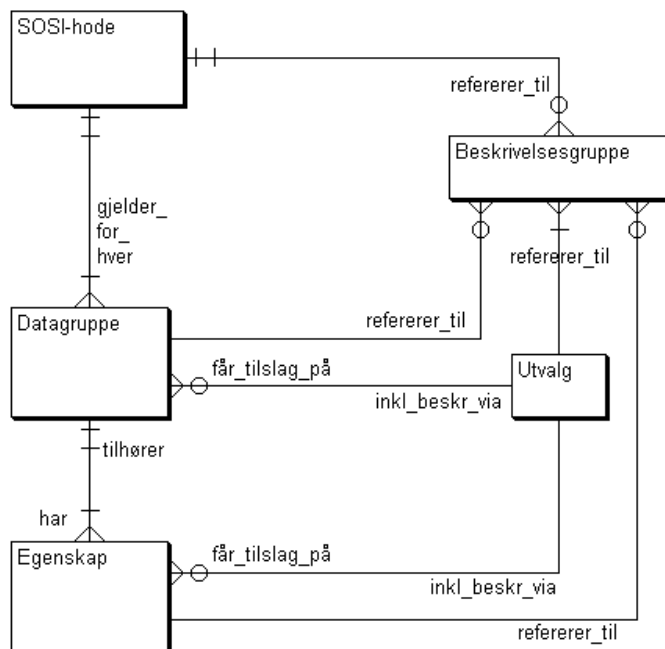 SOSI-hode
refererer_til
Beskrivelsesgruppe
gjelder_
for_
hver
refererer_til
Datagruppe
refererer_til
får_tilslag_på
Utvalg
inkl_beskr_via
tilhører
har
Egenskap
får_tilslag_på
inkl_beskr_via
refererer_til